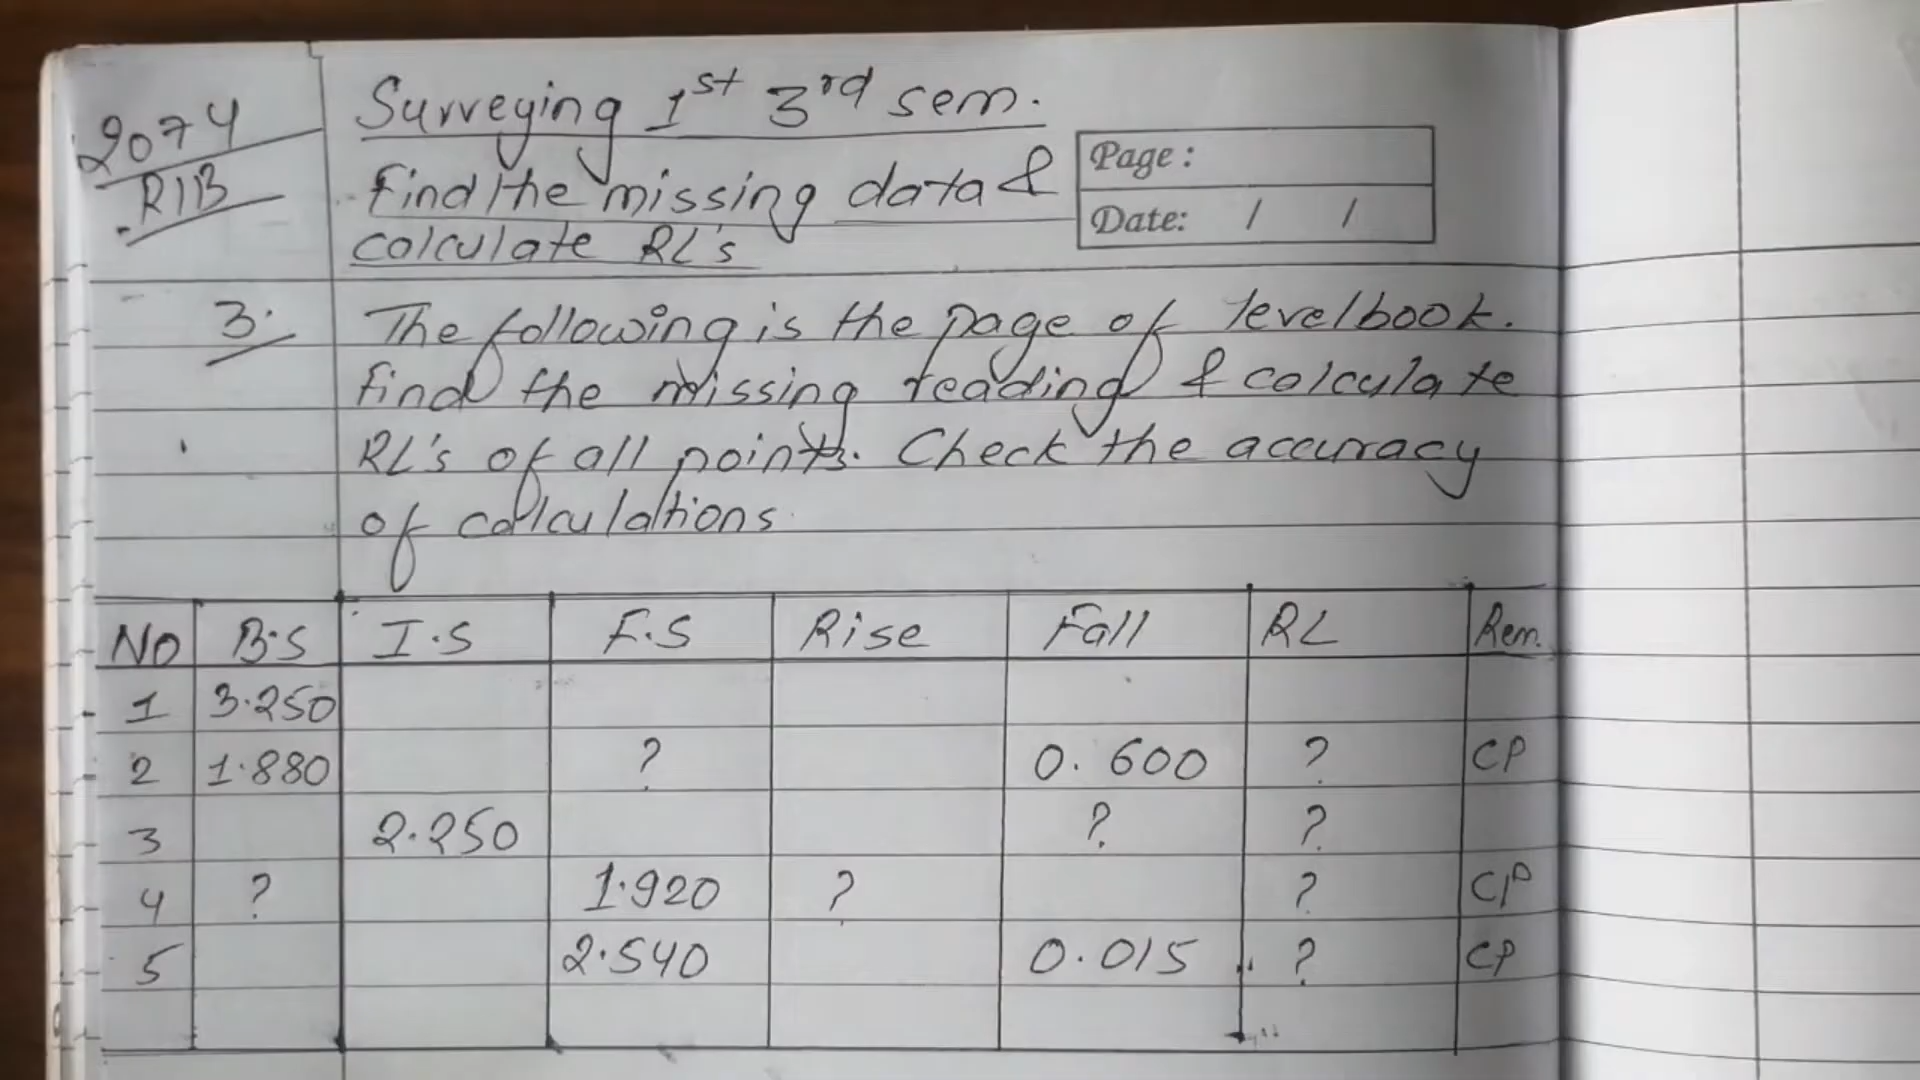 2074
R/B
Surveying 1st 3rd sem.
Find the missing data &
calculate RL's
Page :
Date: / /
3. The following is the page of levelbook.
find the missing reading & calculate
RL's of all points. Check the accuracy
of calculations.
NO B.S I.S F.S Rise Fall RL Rem.
1 3.250
2 1.880 ? 0.600 ? CP
3 2.250 ? ?
4 ? 1.920 ? ? CP
5 2.540 0.015 ? CP